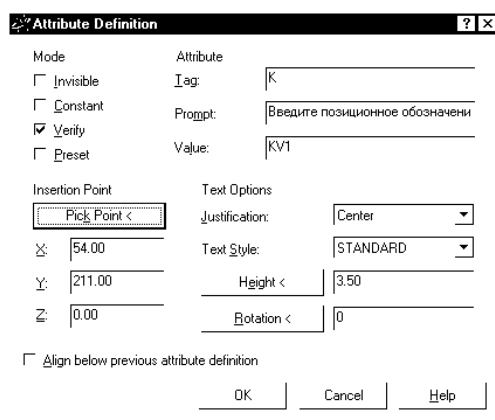 Attribute Definition
Mode
Invisible
Constant
Verify
Preset
Attribute
Tag: K
Prompt: Введите позиционное обозначени
Value: KV1
Insertion Point
Pick Point <
X: 54.00
Y: 211.00
Z: 0.00
Text Options
Justification: Center
Text Style: STANDARD
Height < 3.50
Rotation < 0
Align below previous attribute definition
OK Cancel Help